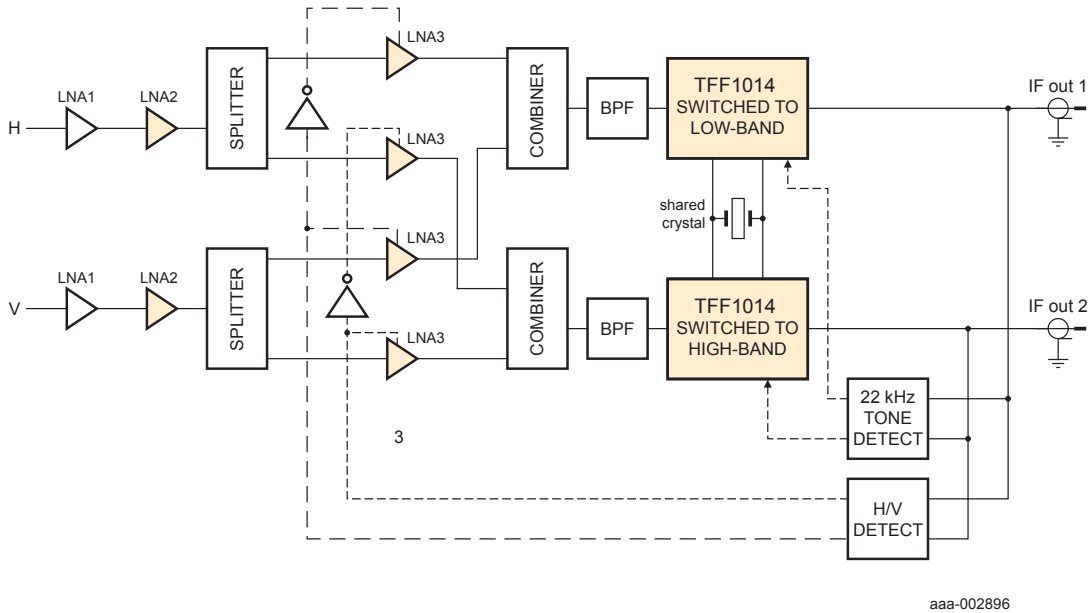 LNA3
TFF1014
SWITCHED TO
LOW-BAND
IF out 1
LNA1
LNA2
H
SPLITTER
LNA3
COMBINER
BPF
shared
crystal
LNA3
LNA1
LNA2
V
SPLITTER
LNA3
COMBINER
BPF
TFF1014
SWITCHED TO
HIGH-BAND
IF out 2
22 kHz
TONE
DETECT
3
H/V
DETECT
aaa-002896